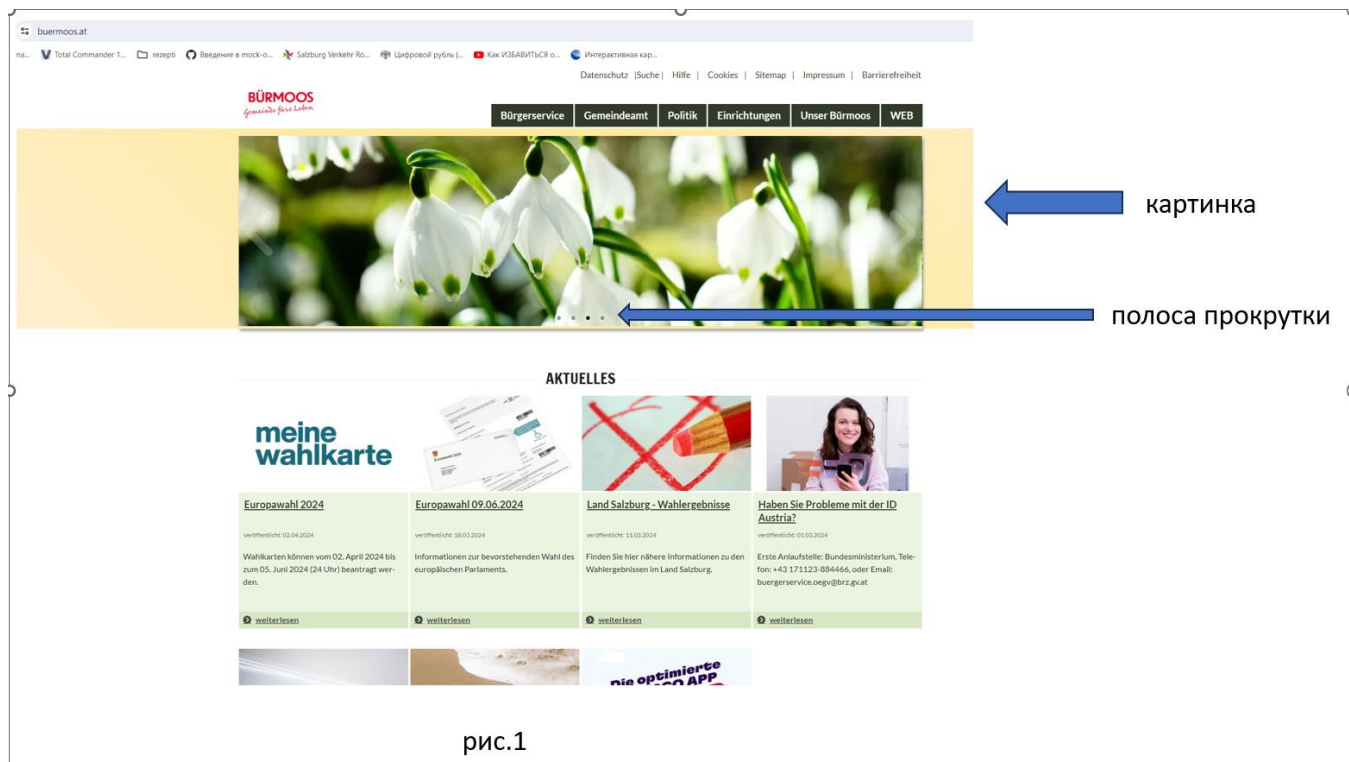 buermoos.at
па... Total Commander 1... rezepti Введение в mock-о... Salzburg Verkehr Ro... Цифровой рубль |... Как ИЗБАВИТЬСЯ о... Интерактивная кар...
Datenschutz |Suche| Hilfe | Cookies | Sitemap | Impressum | Barrierefreiheit
BÜRMOOS
Gemeinde fürs Leben
Bürgerservice Gemeindeamt Politik Einrichtungen Unser Bürmoos WEB
картинка
полоса прокрутки
AKTUELLES
meine
wahlkarte
Europawahl 2024
veröffentlicht: 02.04.2024
Wahlkarten können vom 02. April 2024 bis
zum 05. Juni 2024 (24 Uhr) beantragt wer-
den.
weiterlesen
Europawahl 2024
Europawahl 09.06.2024
veröffentlicht: 18.03.2024
Informationen zur bevorstehenden Wahl des
europäischen Parlaments.
weiterlesen
Land Salzburg - Wahlergebnisse
veröffentlicht: 11.03.2024
Finden Sie hier nähere Informationen zu den
Wahlergebnissen im Land Salzburg.
weiterlesen
Haben Sie Probleme mit der ID
Austria?
veröffentlicht: 01.03.2024
Erste Anlaufstelle: Bundesministerium, Tele-
fon: +43 171123-884466, oder Email:
buergerservice.oegv@brz.gv.at
weiterlesen
Die optimierte
GO APP
рис.1